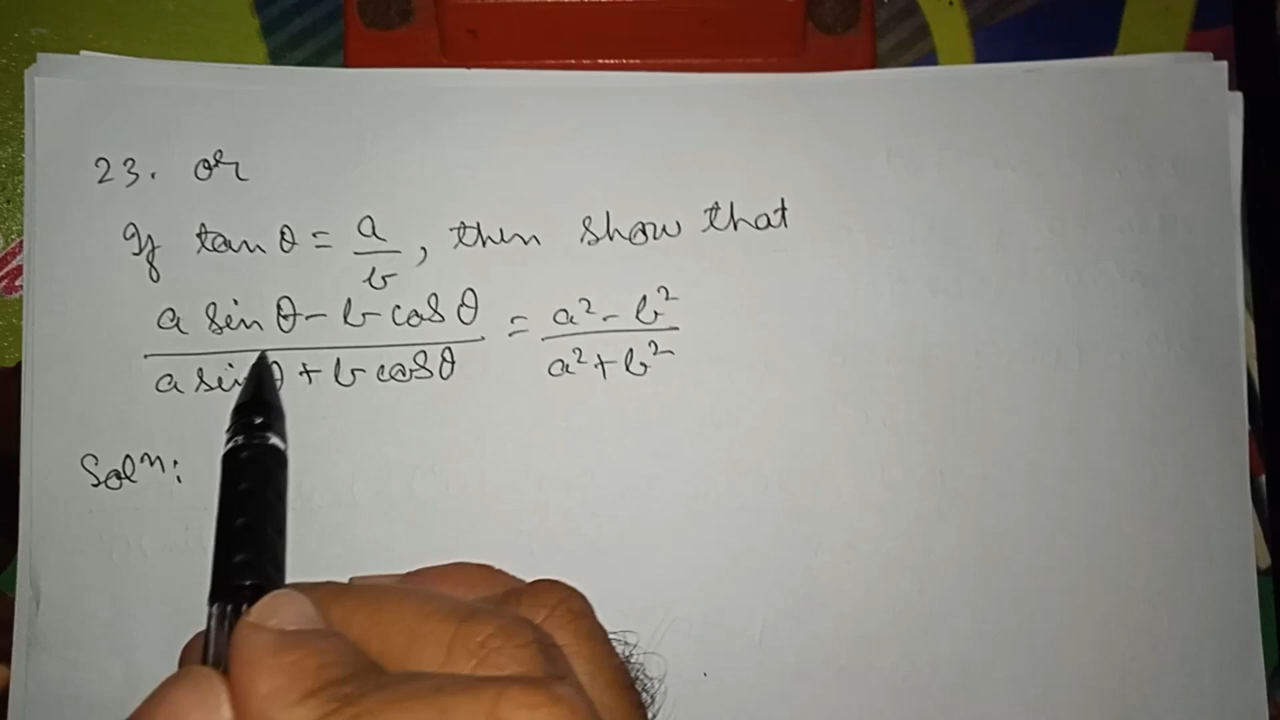 23. or
If tan θ = a/b, then show that
(a sin θ - b cos θ)/(a sin θ + b cos θ) = (a² - b²)/(a² + b²)
Solⁿ: